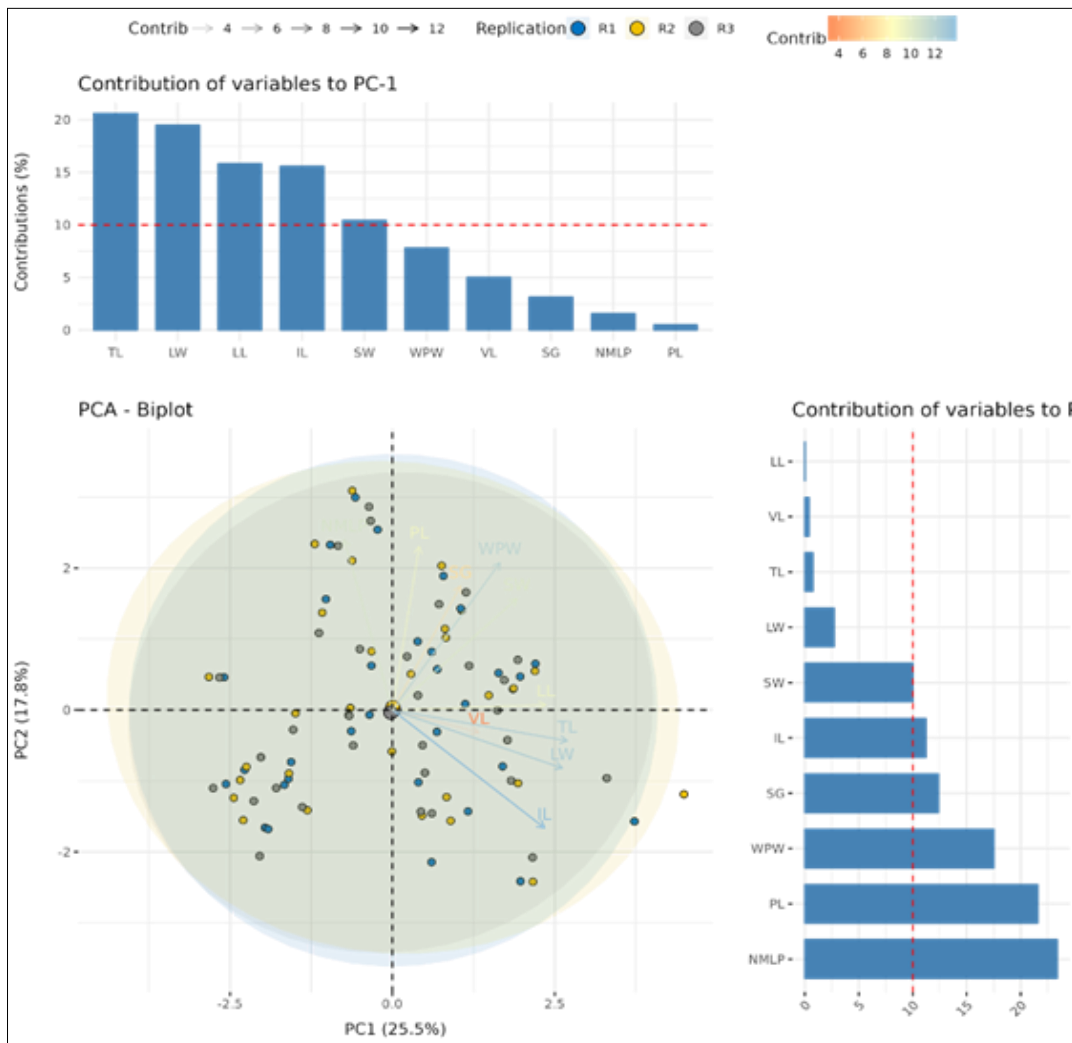 Contrib 4 6 8 10 12 Replication R1 R2 R3
Contrib
4 6 8 10 12
Contribution of variables to PC-1
Contributions (%)
20
15
10
5
0
TL LW LL IL SW WPW VL SG NMLP PL
PCA - Biplot
PC2 (17.8%)
2
0
-2
PL
WPW
SG
LL
VL
TL
LW
IL
-2.5 0.0 2.5
PC1 (25.5%)
Contribution of variables to P
LL
VL
TL
LW
SW
IL
SG
WPW
PL
NMLP
0 5 10 15 20